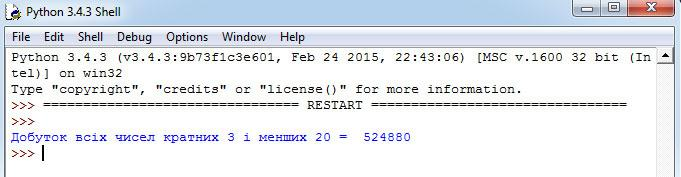 Python 3.4.3 Shell
File Edit Shell Debug Options Window Help
Python 3.4.3 (v3.4.3:9b73f1c3e601, Feb 24 2015, 22:43:06) [MSC v.1600 32 bit (In
tel)] on win32
Type "copyright", "credits" or "license()" for more information.
>>> ================================ RESTART ================================
>>>
Добуток всіх чисел кратних 3 і менших 20 =  524880
>>>